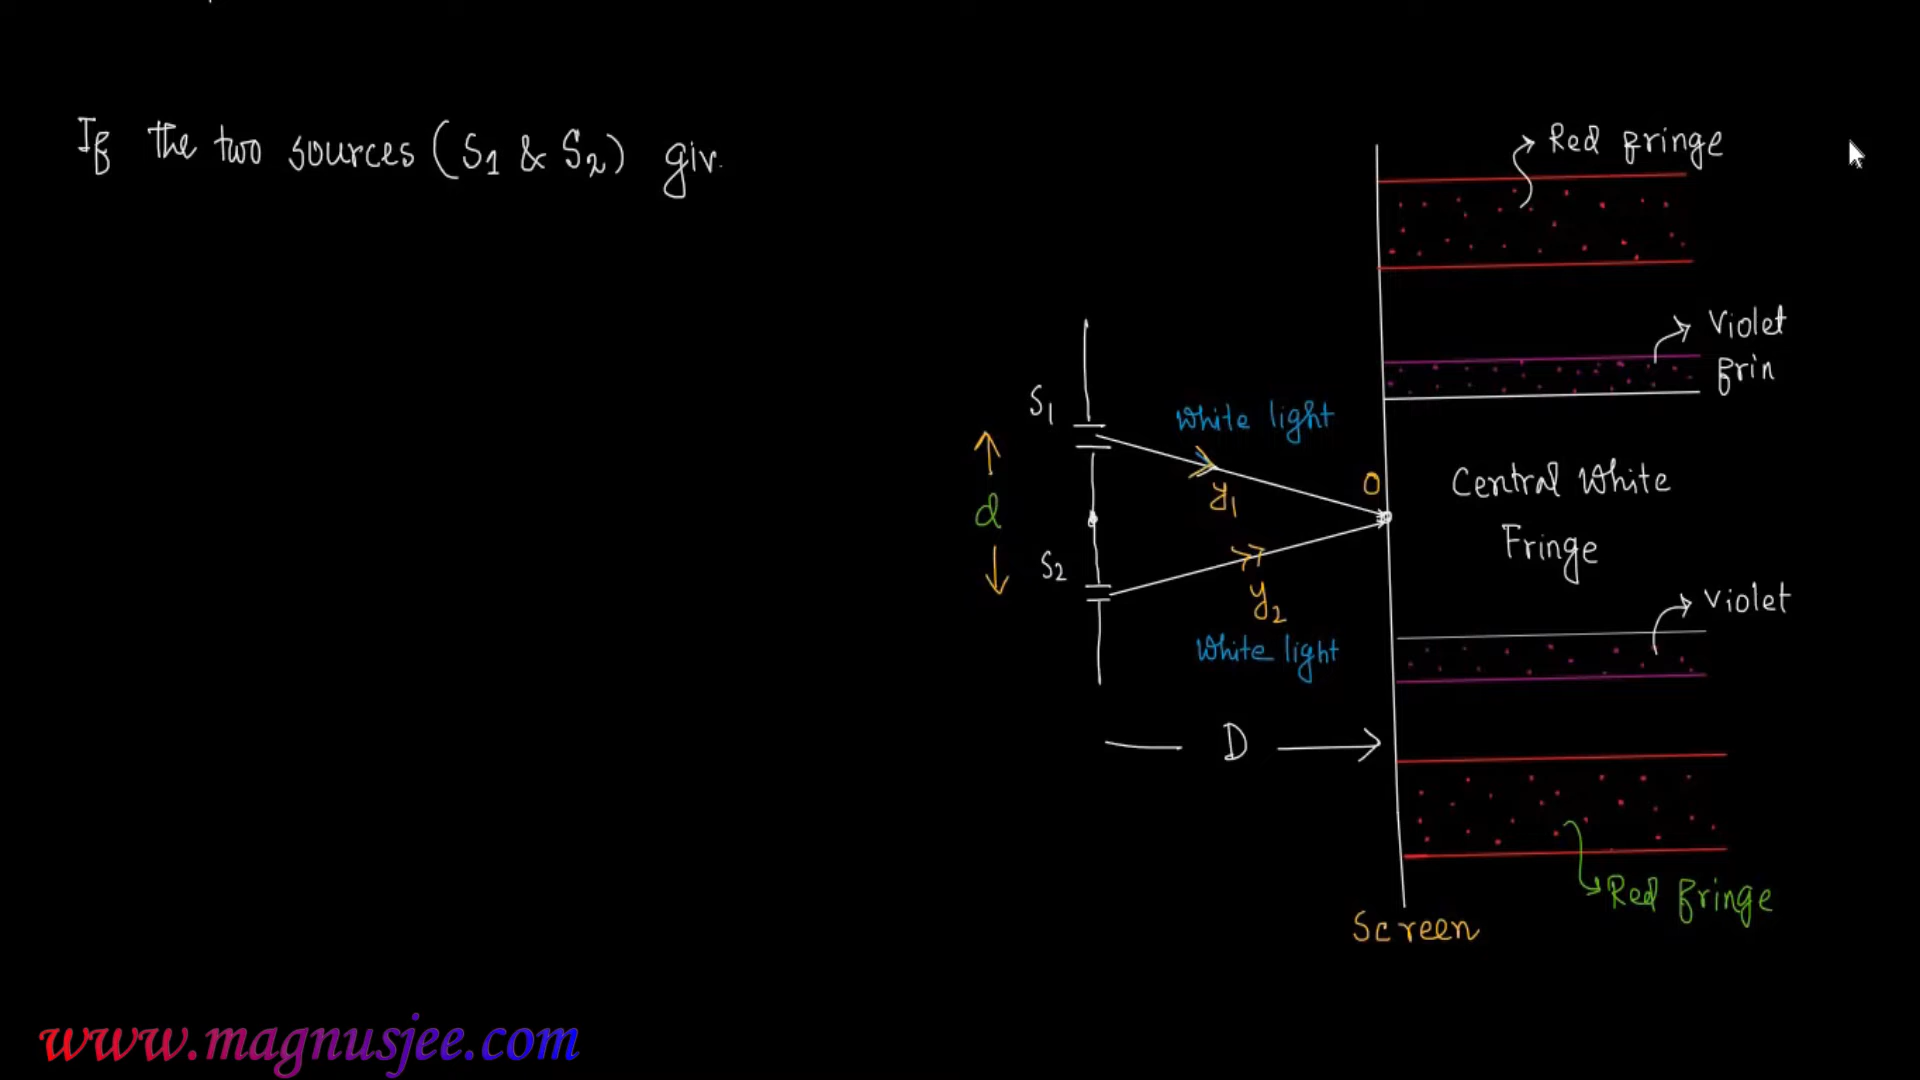 If the two sources (S1 & S2) giv
Red fringe
Violet
frin
S1
White light
y1
O
d
Central White
Fringe
S2
y2
White light
Violet
D
Red fringe
Screen
www.magnusjee.com